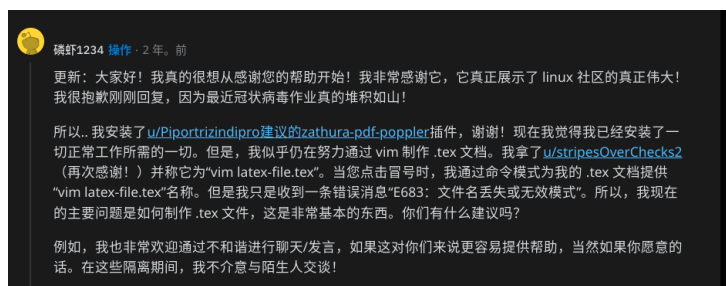 磷虾1234 操作 · 2 年。前
更新：大家好！我真的很想从感谢您的帮助开始！我非常感谢它，它真正展示了 linux 社区的真正伟大！
我很抱歉刚刚回复，因为最近冠状病毒作业真的堆积如山！
所以.. 我安装了u/Piportrizindipro建议的zathura-pdf-poppler插件，谢谢！现在我觉得我已经安装了一
切正常工作所需的一切。但是，我似乎仍在努力通过 vim 制作 .tex 文档。我拿了u/stripesOverChecks2
（再次感谢！）并称它为“vim latex-file.tex”。当您点击冒号时，我通过命令模式为我的 .tex 文档提供
“vim latex-file.tex”名称。但是我只是收到一条错误消息“E683：文件名丢失或无效模式”。所以，我现在
的主要问题是如何制作 .tex 文件，这是非常基本的东西。你们有什么建议吗？
例如，我也非常欢迎通过不和谐进行聊天/发言，如果这对你们来说更容易提供帮助，当然如果你愿意的
话。在这些隔离期间，我不介意与陌生人交谈！